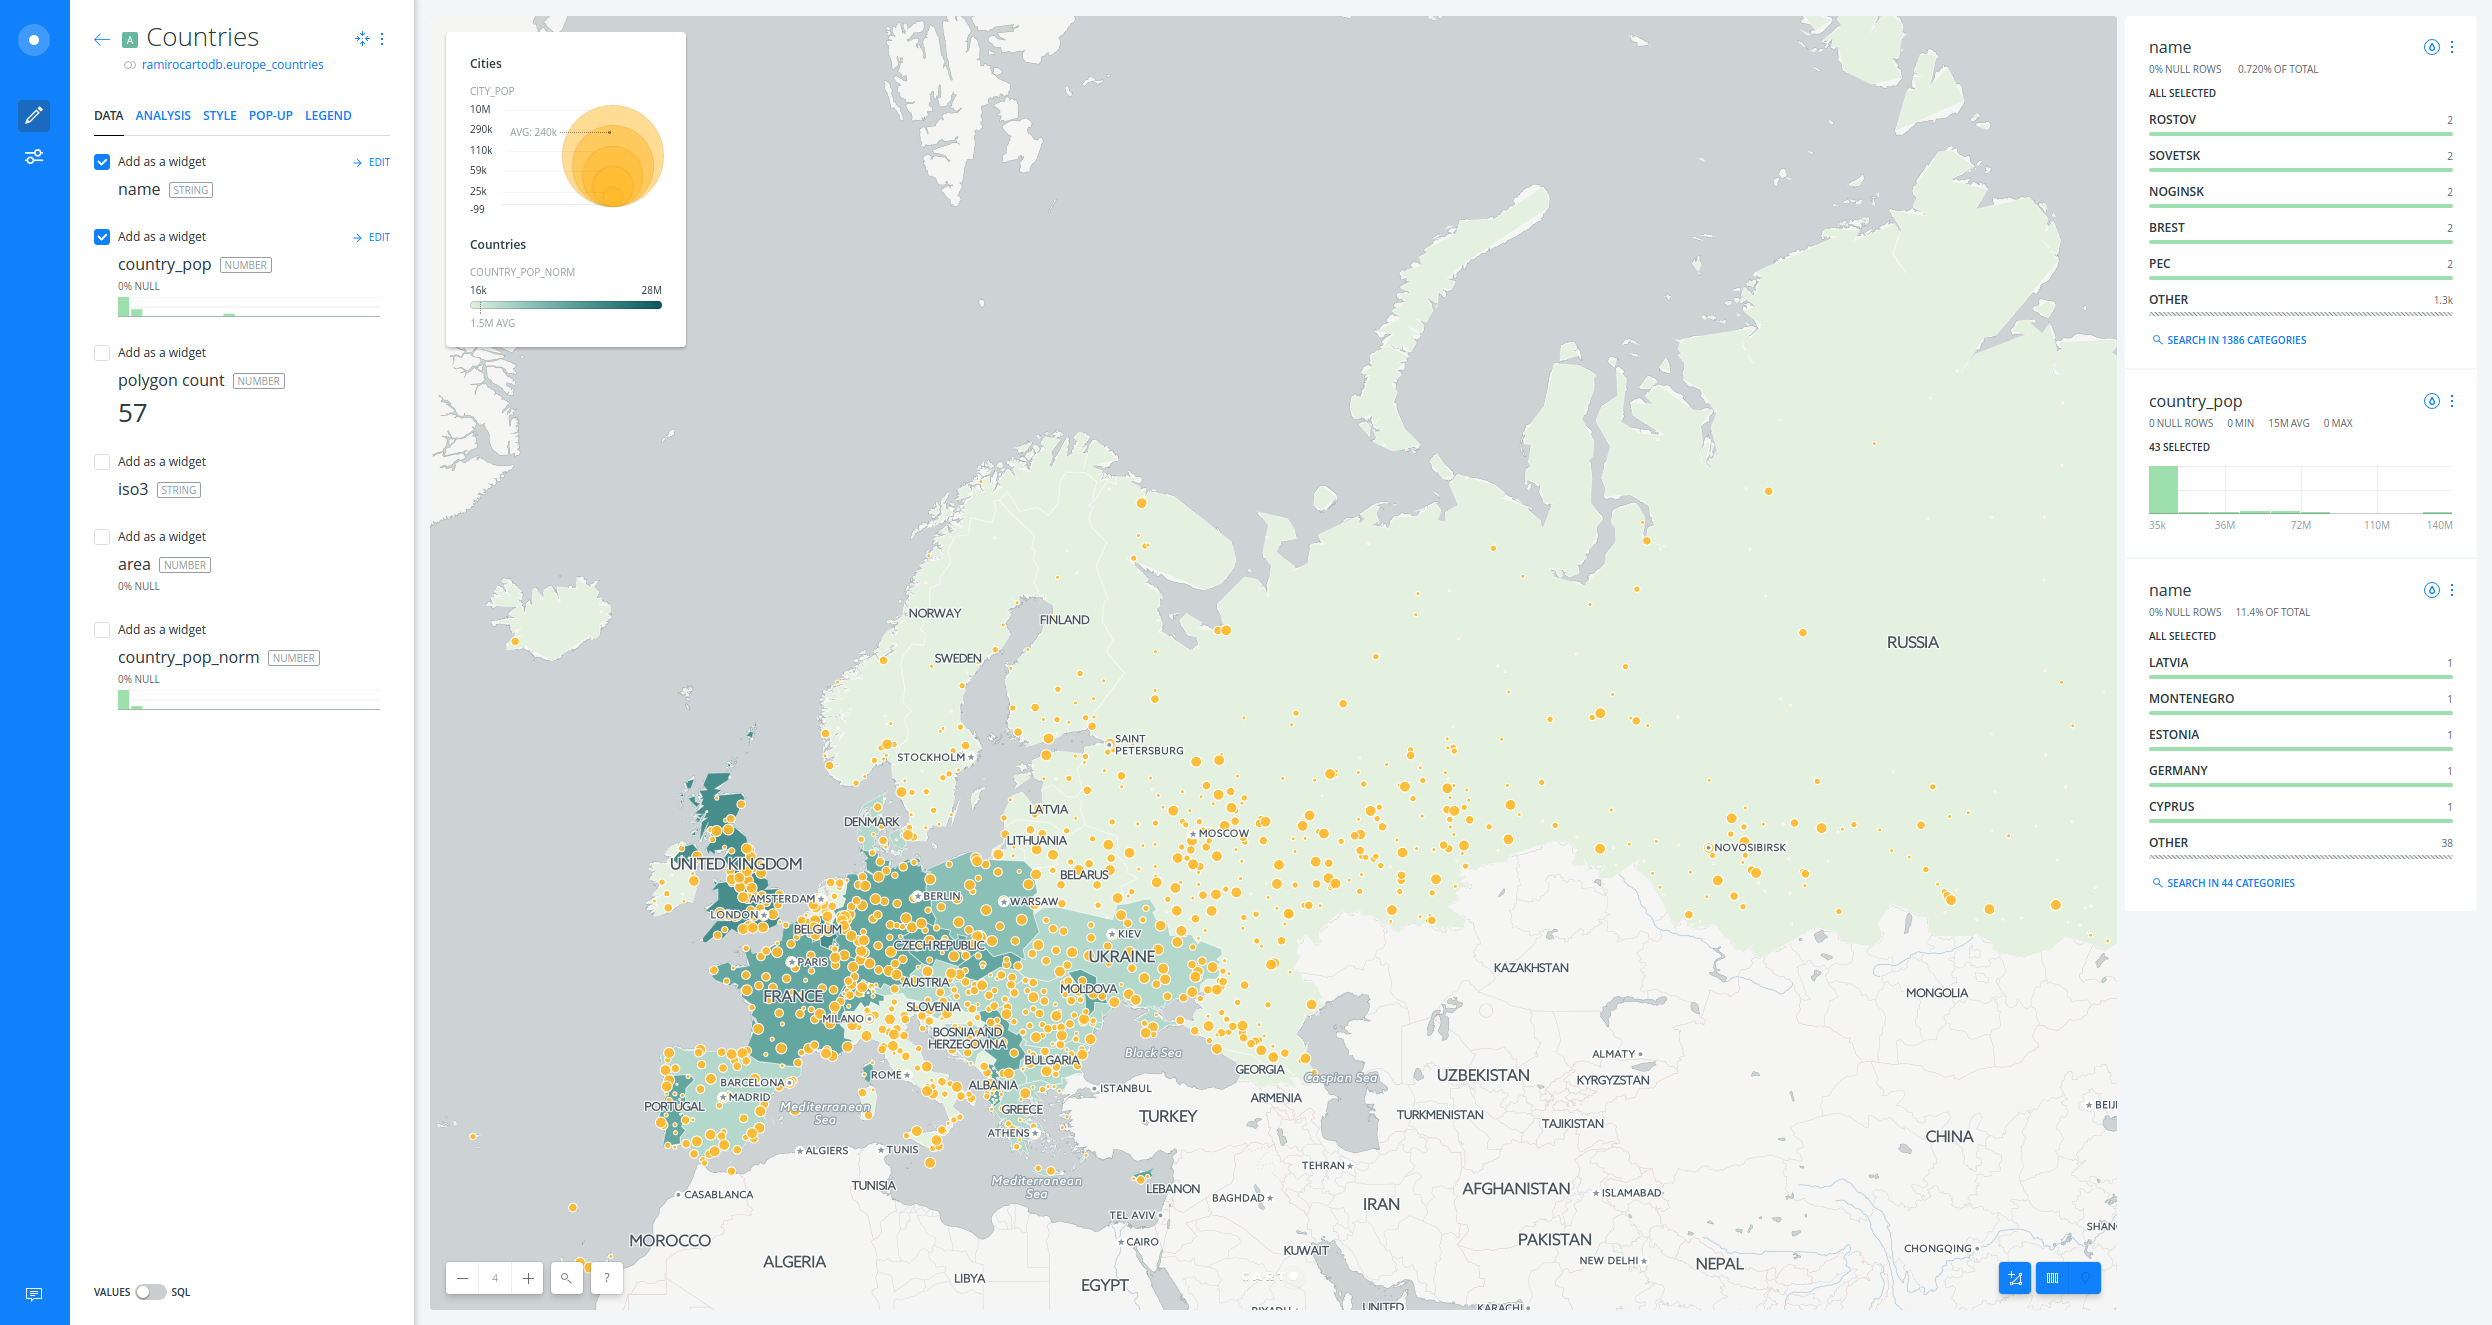 A Countries
ramirocartodb.europe_countries
DATA ANALYSIS STYLE POP-UP LEGEND
Add as a widget EDIT
name STRING
Add as a widget EDIT
country_pop NUMBER
0% NULL
Add as a widget
polygon count NUMBER
57
Add as a widget
iso3 STRING
Add as a widget
area NUMBER
0% NULL
Add as a widget
country_pop_norm NUMBER
0% NULL
VALUES SQL
Cities
CITY_POP
10M
290k
AVG: 240k
110k
59k
25k
-99
Countries
COUNTRY_POP_NORM
16k 28M
1.5M AVG
NORWAY
FINLAND
SWEDEN
RUSSIA
SAINT
PETERSBURG
STOCKHOLM
LATVIA
DENMARK
LITHUANIA
MOSCOW
NOVOSIBIRSK
UNITED KINGDOM
BELARUS
AMSTERDAM
BERLIN
WARSAW
LONDON
BELGIUM
KIEV
CZECH REPUBLIC
UKRAINE
PARIS
KAZAKHSTAN
AUSTRIA
MOLDOVA
FRANCE
MONGOLIA
SLOVENIA
MILANO
BOSNIA AND
HERZEGOVINA
Black Sea
BULGARIA
ALMATY
GEORGIA
ROME
Caspian Sea
UZBEKISTAN
KYRGYZSTAN
BARCELONA
ALBANIA
ISTANBUL
MADRID
ARMENIA
PORTUGAL
Mediterranean
Sea
GREECE
TURKEY
TURKMENISTAN
BEIJ
TAJIKISTAN
ATHENS
CHINA
ALGIERS
TUNIS
TEHRAN
Mediterranean
Sea
TUNISIA
LEBANON
AFGHANISTAN
ISLAMABAD
CASABLANCA
BAGHDAD
IRAN
TEL AVIV
SHAN
MOROCCO
CAIRO
KUWAIT
PAKISTAN
CHONGQING
ALGERIA
NEW DELHI
NEPAL
LIBYA
EGYPT
RIYADH
UNITED
KARACHI
CARTO
− 4 + ?
name
0% NULL ROWS 0.720% OF TOTAL
ALL SELECTED
ROSTOV 2
SOVETSK 2
NOGINSK 2
BREST 2
PEC 2
OTHER 1.3k
SEARCH IN 1386 CATEGORIES
country_pop
0 NULL ROWS 0 MIN 15M AVG 0 MAX
43 SELECTED
35k 36M 72M 110M 140M
name
0% NULL ROWS 11.4% OF TOTAL
ALL SELECTED
LATVIA 1
MONTENEGRO 1
ESTONIA 1
GERMANY 1
CYPRUS 1
OTHER 38
SEARCH IN 44 CATEGORIES